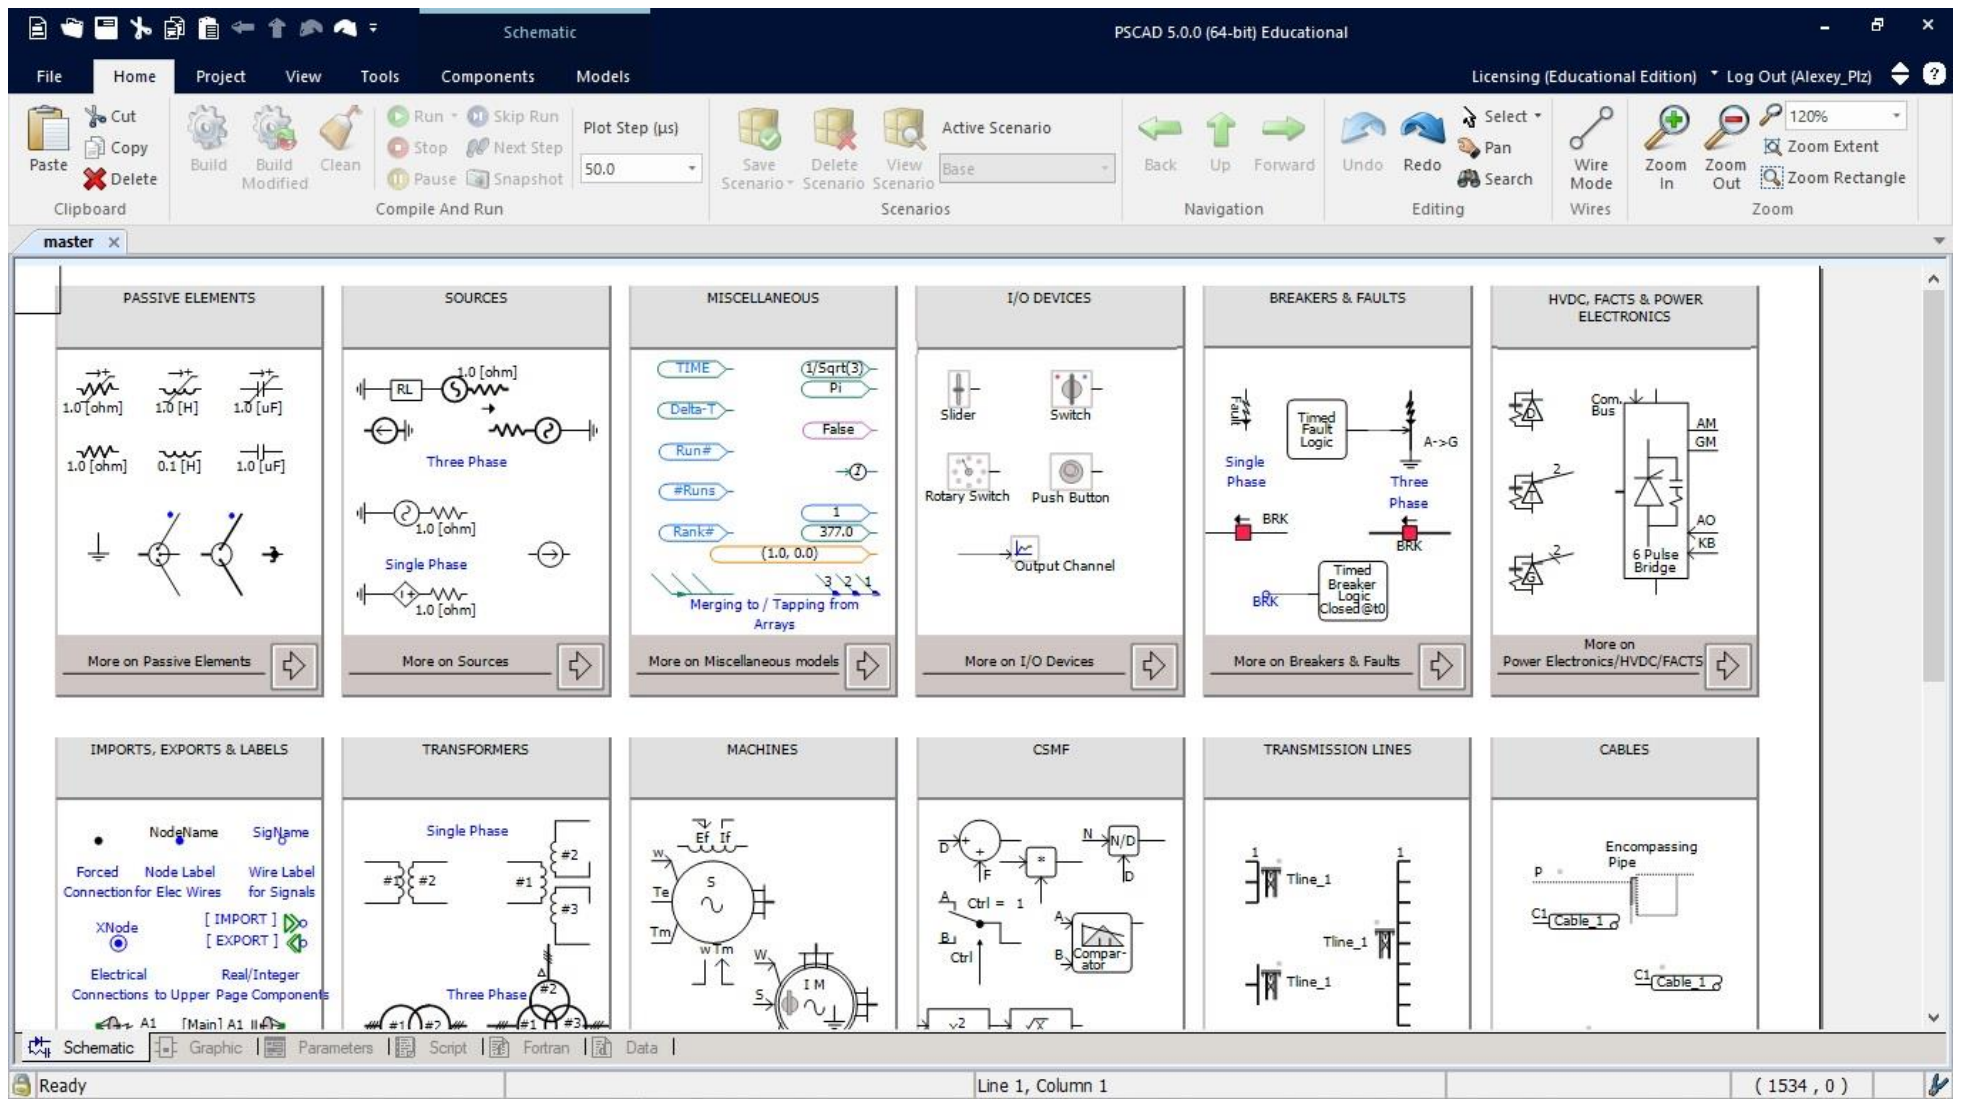 Schematic
PSCAD 5.0.0 (64-bit) Educational
File Home Project View Tools Components Models
Licensing (Educational Edition) Log Out (Alexey_Plz)
Paste
Cut
Copy
Delete
Clipboard
Build
Build Modified
Clean
Run
Skip Run
Stop
Next Step
Pause
Snapshot
Plot Step (µs)
50.0
Compile And Run
Save Scenario
Delete Scenario
View Scenario
Active Scenario
Base
Scenarios
Back
Up
Forward
Navigation
Undo
Redo
Select
Pan
Search
Editing
Wire Mode
Wires
Zoom In
Zoom Out
120%
Zoom Extent
Zoom Rectangle
Zoom
master
PASSIVE ELEMENTS
1.0 [ohm] 1.0 [H] 1.0 [uF]
1.0 [ohm] 0.1 [H] 1.0 [uF]
More on Passive Elements
SOURCES
1.0 [ohm]
RL
Three Phase
1.0 [ohm]
Single Phase
1.0 [ohm]
More on Sources
MISCELLANEOUS
TIME 1/Sqrt(3)
Pi
Delta-T
False
Run#
I
#Runs
1
Rank# 377.0
(1.0, 0.0)
3 2 1
Merging to / Tapping from
Arrays
More on Miscellaneous models
I/O DEVICES
Slider Switch
Rotary Switch Push Button
Output Channel
More on I/O Devices
BREAKERS & FAULTS
Fault
Timed
Fault
Logic
A->G
Single
Phase
Three
Phase
BRK
BRK
Timed
Breaker
Logic
Closed@t0
BRK
More on Breakers & Faults
HVDC, FACTS & POWER
ELECTRONICS
D
Com.
Bus
AM
GM
T 2
AO
KB
G 2
6 Pulse
Bridge
More on
Power Electronics/HVDC/FACTS
IMPORTS, EXPORTS & LABELS
NodeName SigName
Forced Node Label Wire Label
Connection for Elec Wires for Signals
XNode
[ IMPORT ]
[ EXPORT ]
Electrical Real/Integer
Connections to Upper Page Components
A1 [Main] A1
TRANSFORMERS
Single Phase
#2
#1 #2 #1
#3
Three Phase
#2
#1 #2 #1 #3
MACHINES
Ef If
w
S
Te
Tm
w Tm
W
I M
S
CSMF
D + + F
*
N N/D D
A Ctrl = 1
B
Ctrl
A
B Compar-
ator
x2 √x
TRANSMISSION LINES
1 1
Tline_1
Tline_1
Tline_1
CABLES
Encompassing
Pipe
P
C1 Cable_1
C1 Cable_1
Schematic Graphic Parameters Script Fortran Data
Ready Line 1, Column 1 ( 1534 , 0 )